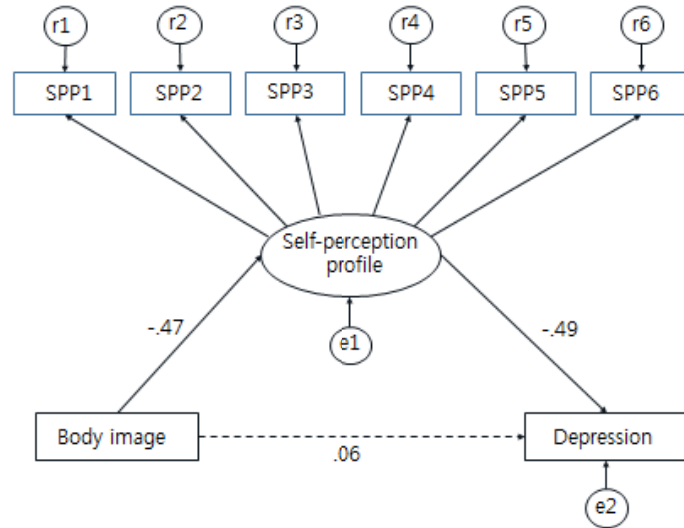 r1 r2 r3 r4 r5 r6
SPP1 SPP2 SPP3 SPP4 SPP5 SPP6
Self-perception
profile
-.47
-.49
e1
Body image
Depression
.06
e2